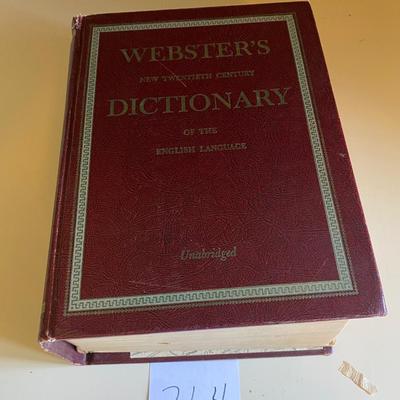 WEBSTER'S
NEW TWENTIETH CENTURY
DICTIONARY
OF THE
ENGLISH LANGUAGE
Unabridged